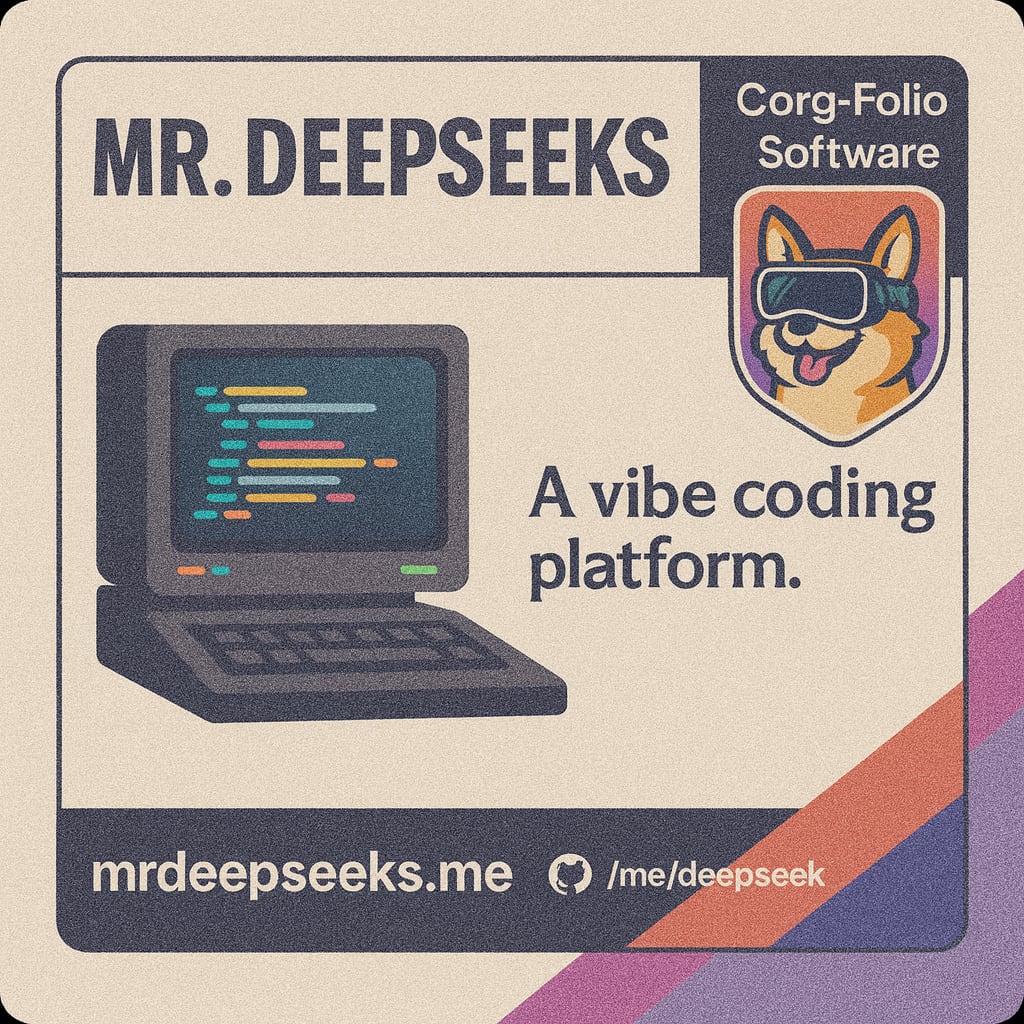 MR. DEEPSEEKS
Corg-Folio
Software
A vibe coding
platform.
mrdeepseeks.me
/me/deepseek